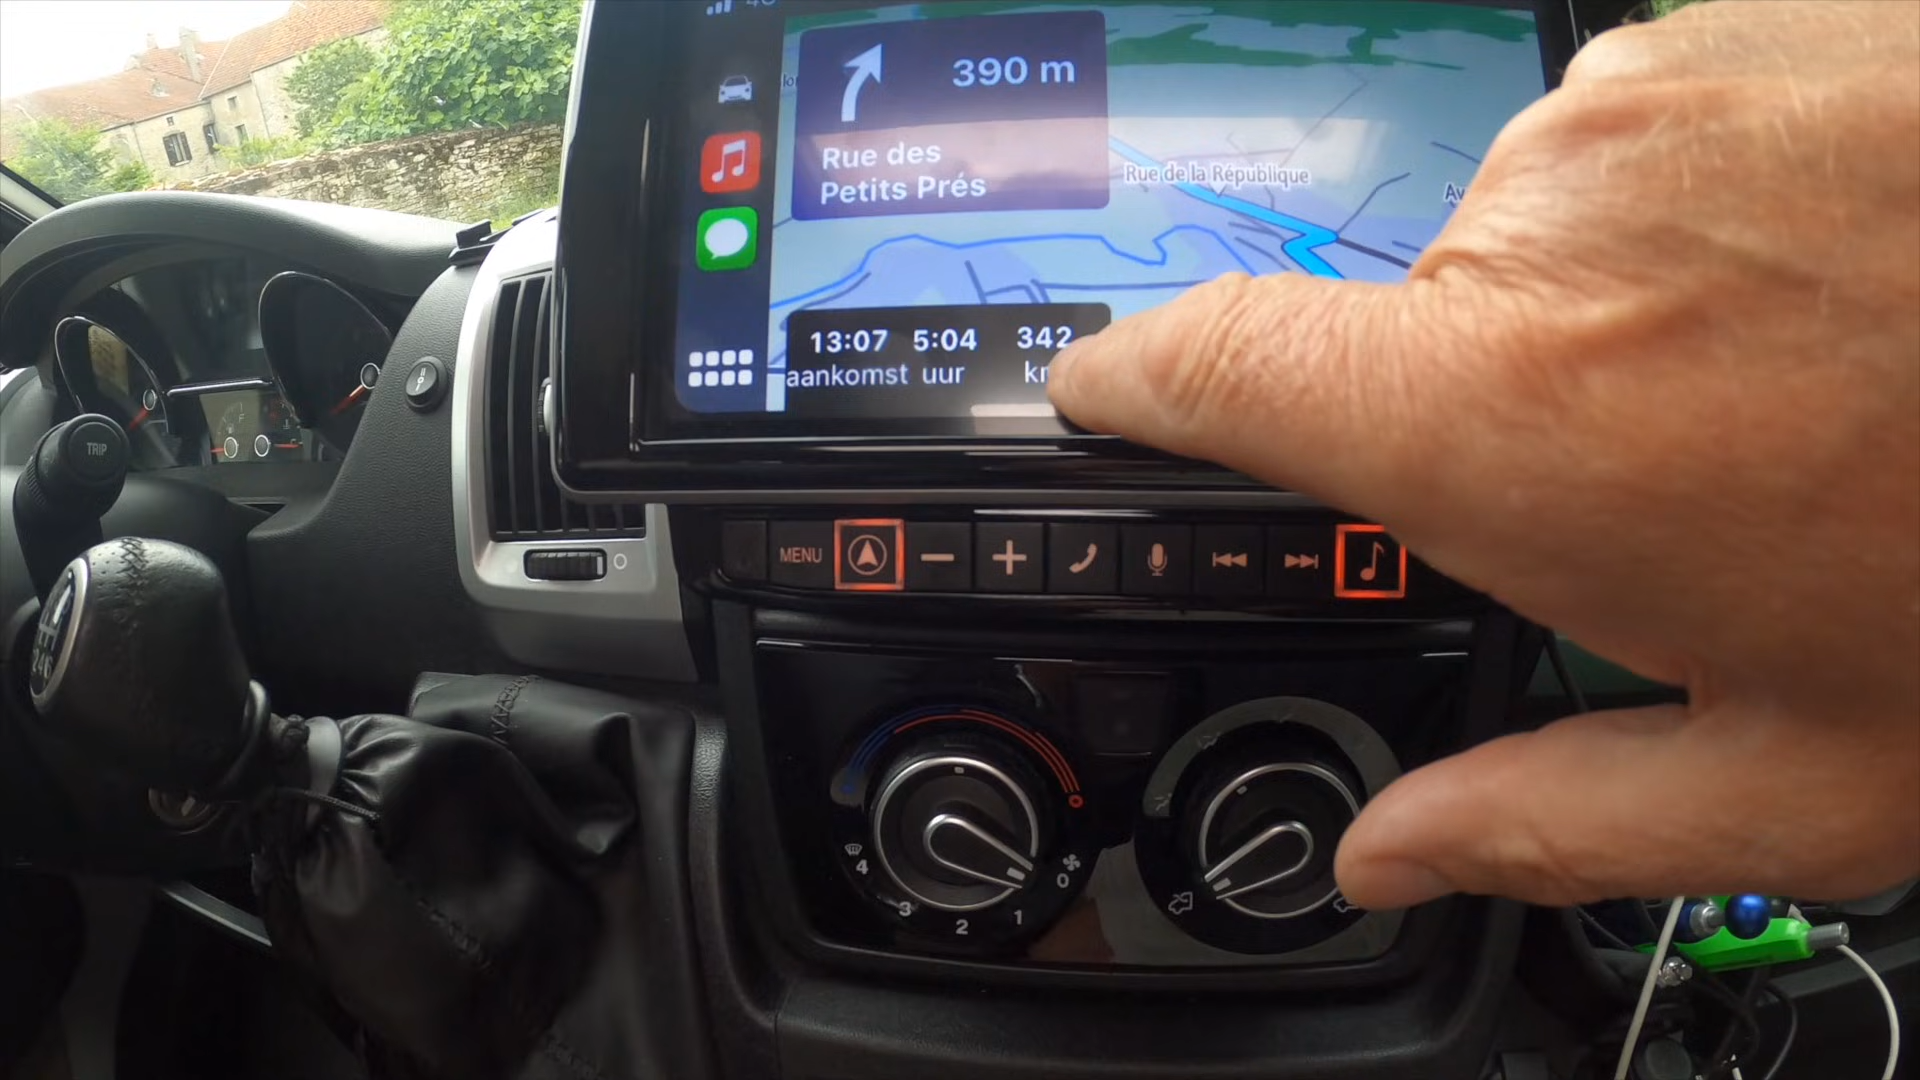 390 m
Rue des
Petits Prés
Rue de la République
13:07 5:04 342
aankomst uur
TRIP
MENU
246
4
3
2
1
0